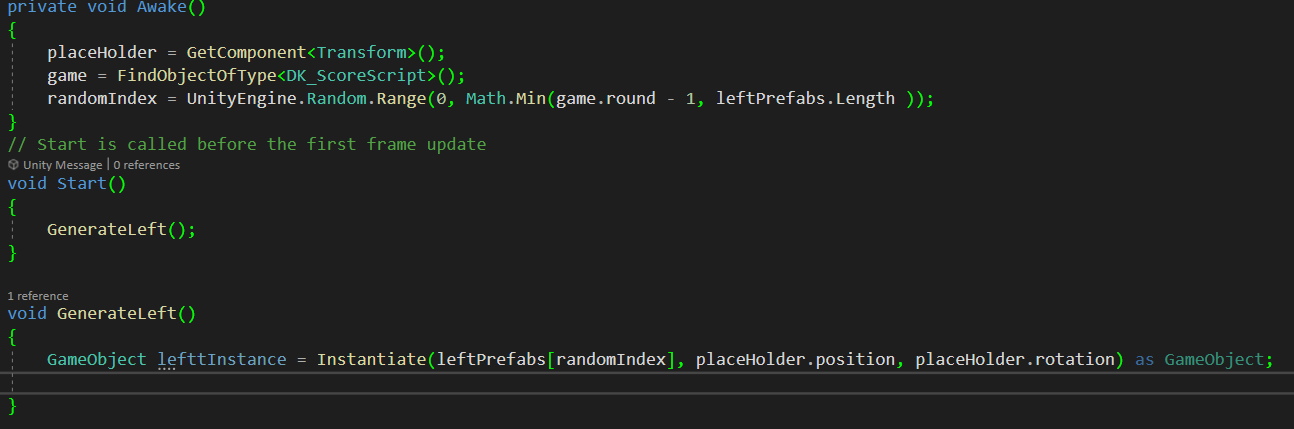 private void Awake()
{
placeHolder = GetComponent<Transform>();
game = FindObjectOfType<DK_ScoreScript>();
randomIndex = UnityEngine.Random.Range(0, Math.Min(game.round - 1, leftPrefabs.Length ));
}
// Start is called before the first frame update
Unity Message | 0 references
void Start()
{
GenerateLeft();
}
1 reference
void GenerateLeft()
{
GameObject lefttInstance = Instantiate(leftPrefabs[randomIndex], placeHolder.position, placeHolder.rotation) as GameObject;
}